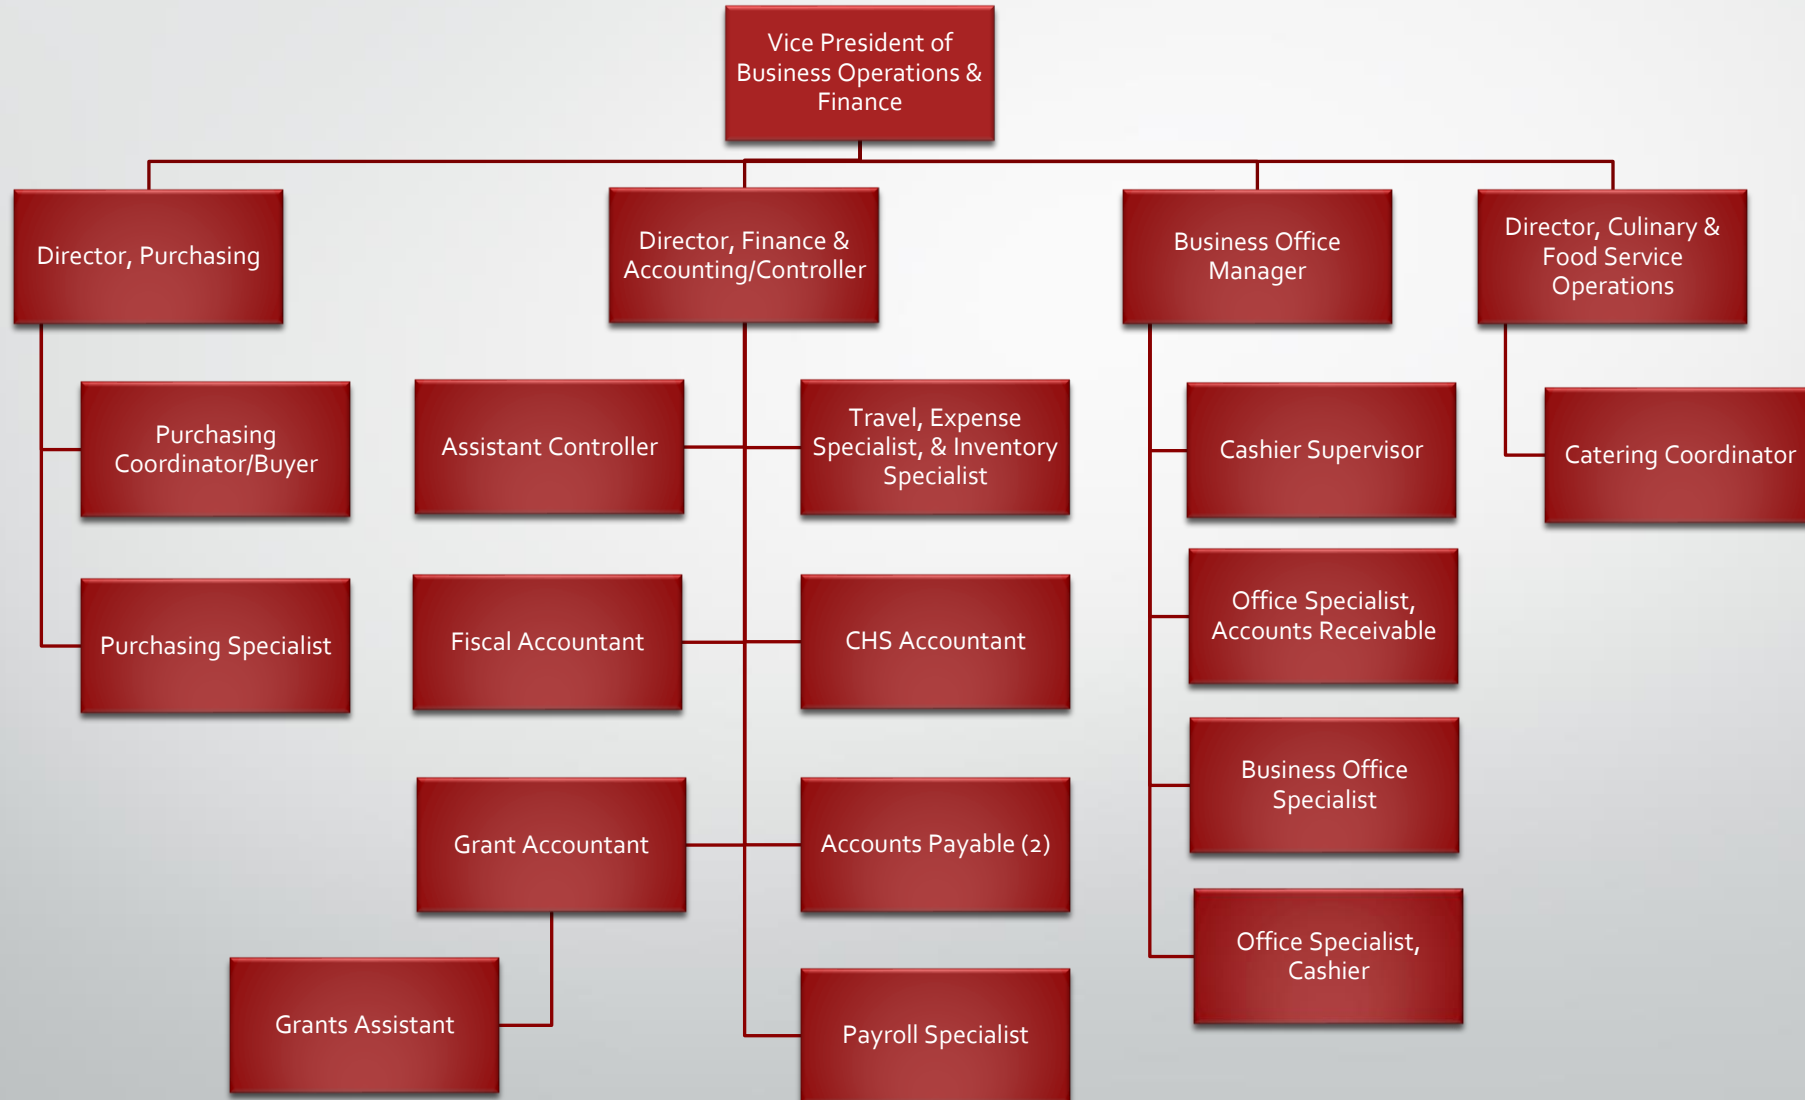 Vice President of
Business Operations &
Finance
Director, Purchasing
Director, Finance &
Accounting/Controller
Business Office
Manager
Director, Culinary &
Food Service
Operations
Purchasing
Coordinator/Buyer
Purchasing Specialist
Assistant Controller
Travel, Expense
Specialist, & Inventory
Specialist
Fiscal Accountant
CHS Accountant
Grant Accountant
Accounts Payable (2)
Grants Assistant
Payroll Specialist
Cashier Supervisor
Office Specialist,
Accounts Receivable
Business Office
Specialist
Office Specialist,
Cashier
Catering Coordinator